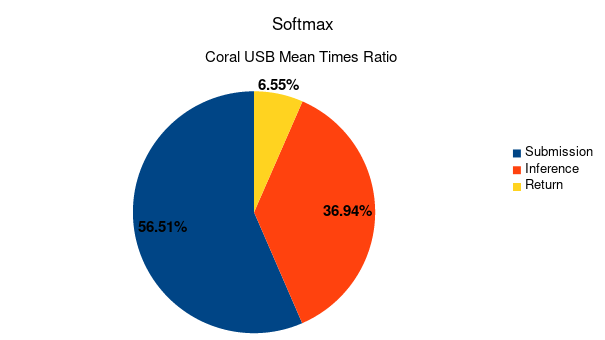 Softmax
Coral USB Mean Times Ratio
6.55%
Submission
Inference
Return
36.94%
56.51%